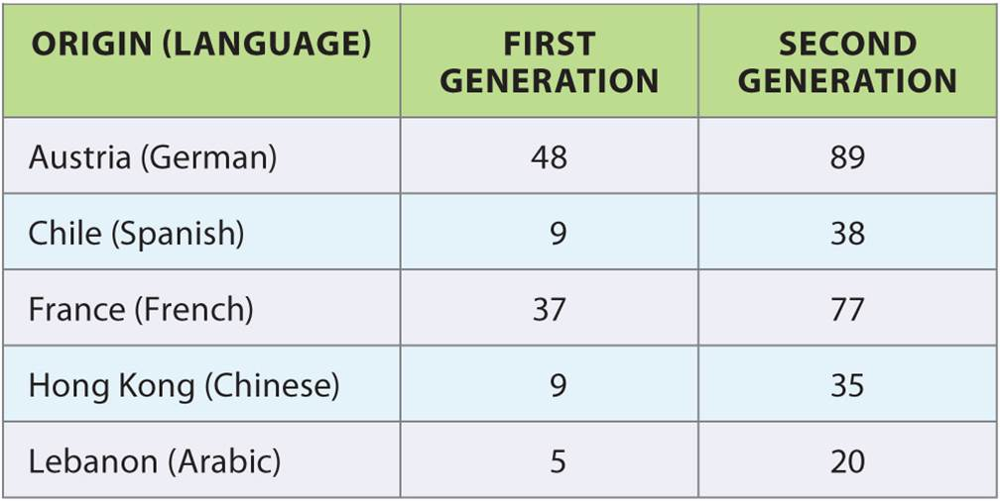 ORIGIN (LANGUAGE) FIRST GENERATION SECOND GENERATION
Austria (German) 48 89
Chile (Spanish) 9 38
France (French) 37 77
Hong Kong (Chinese) 9 35
Lebanon (Arabic) 5 20